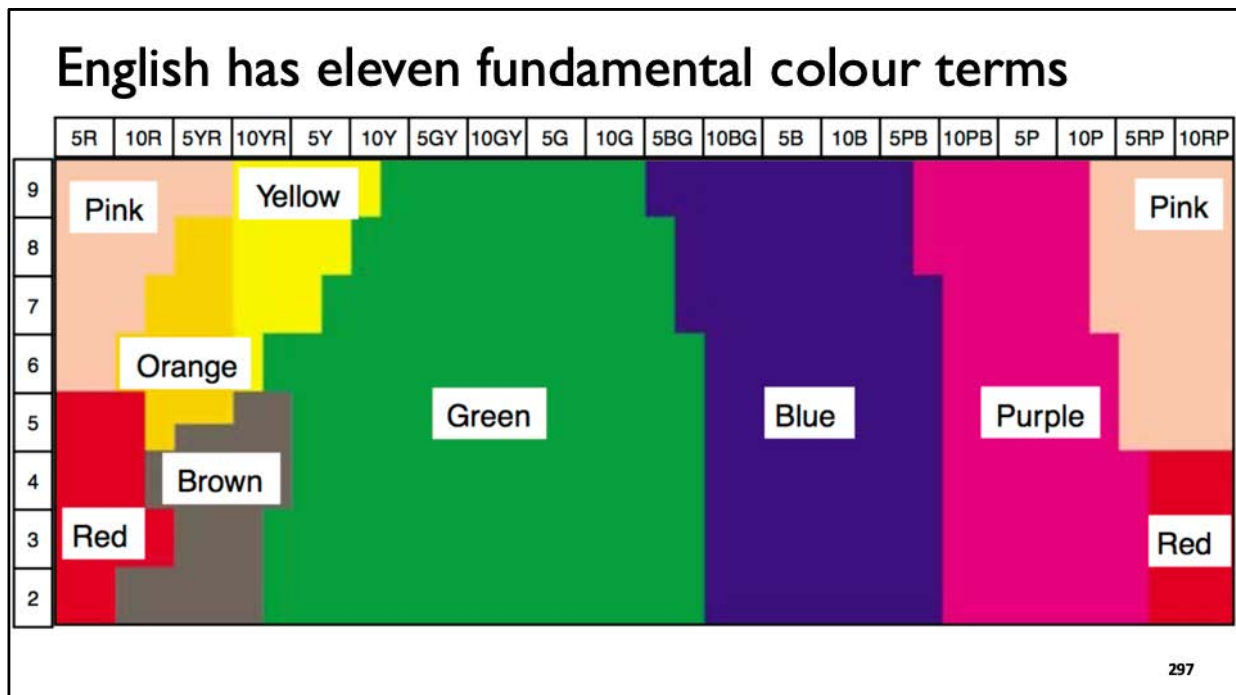 English has eleven fundamental colour terms
5R 10R 5YR 10YR 5Y 10Y 5GY 10GY 5G 10G 5BG 10BG 5B 10B 5PB 10PB 5P 10P 5RP 10RP
9 Pink Yellow Pink
8
7
6 Orange
5 Green Blue Purple
4 Brown
3 Red Red
2
297